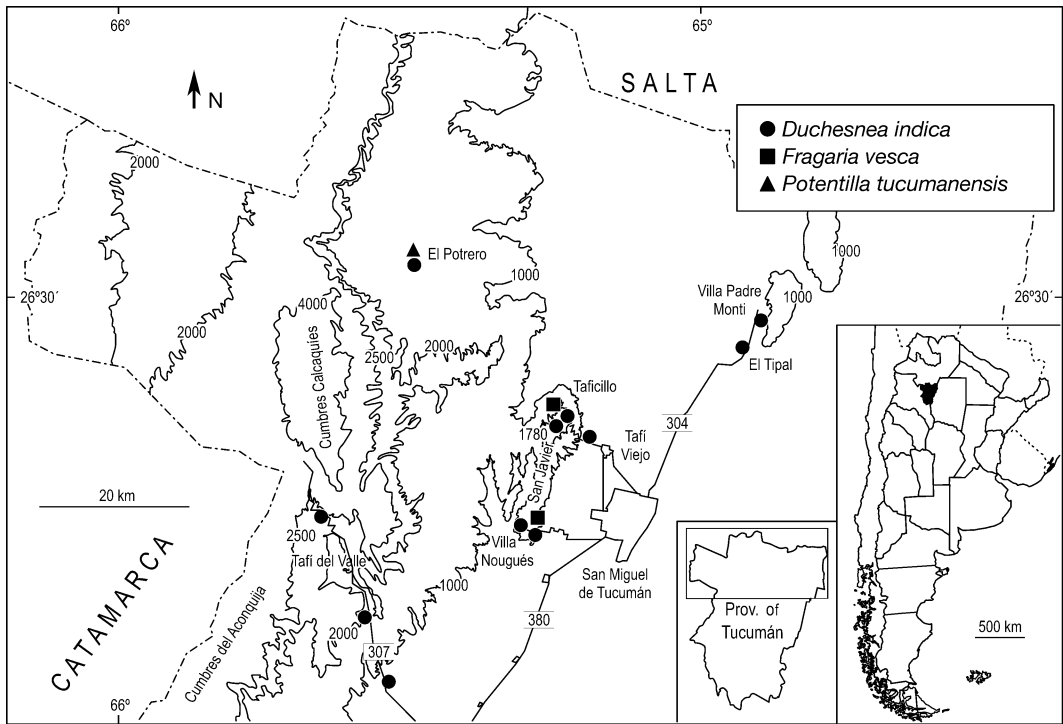 66º
65º
N
SALTA
Duchesnea indica
Fragaria vesca
Potentilla tucumanensis
2000
El Potrero
1000
1000
26º30'
26º30'
Villa Padre
Monti
1000
4000
2000
2500
2000
Cumbres Calcaquies
El Tipal
Taficillo
1780
Tafí
Viejo
304
San Javier
20 km
2500
Villa
Nougués
Tafí del Valle
1000
San Miguel
de Tucumán
CATAMARCA
Cumbres del Aconquija
2000
307
380
Prov. of
Tucumán
500 km
66º